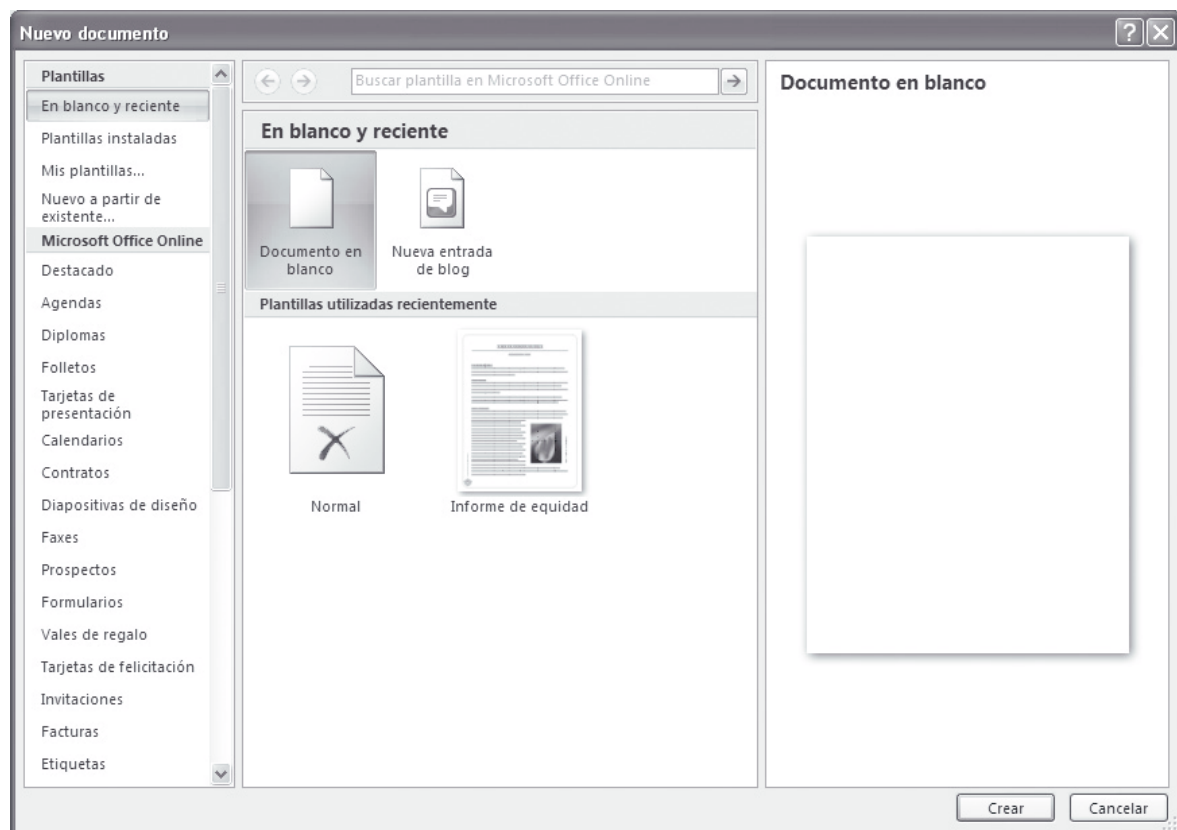 Nuevo documento
Plantillas
En blanco y reciente
Plantillas instaladas
Mis plantillas...
Nuevo a partir de
existente...
Microsoft Office Online
Destacado
Agendas
Diplomas
Folletos
Tarjetas de
presentación
Calendarios
Contratos
Diapositivas de diseño
Faxes
Prospectos
Formularios
Vales de regalo
Tarjetas de felicitación
Invitaciones
Facturas
Etiquetas
Buscar plantilla en Microsoft Office Online
En blanco y reciente
Documento en
blanco
Nueva entrada
de blog
Plantillas utilizadas recientemente
Normal
Informe de equidad
Documento en blanco
Crear
Cancelar